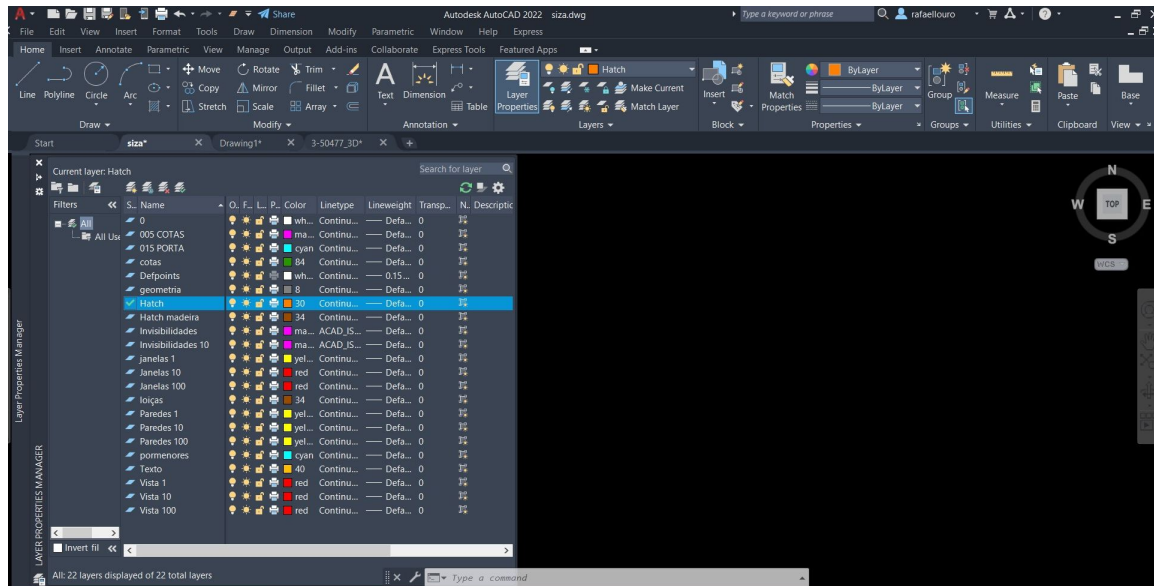 A Share Autodesk AutoCAD 2022 siza.dwg Type a keyword or phrase rafaellouro
File Edit View Insert Format Tools Draw Dimension Modify Parametric Window Help Express
Home Insert Annotate Parametric View Manage Output Add-ins Collaborate Express Tools Featured Apps
Line Polyline Circle Arc Move Rotate Trim Text Dimension Layer Properties Hatch Insert Match Properties ByLayer Group Measure Paste Base
Copy Mirror Fillet Make Current ByLayer
Stretch Scale Array Table Match Layer ByLayer
Draw Modify Annotation Layers Block Properties Groups Utilities Clipboard View
Start siza* Drawing1* 3-50477_3D*
Current layer: Hatch Search for layer
Filters S.. Name O. F... L... P... Color Linetype Lineweight Transp... N.. Descriptic
All 0 wh... Continu... Defa... 0
All Use 005 COTAS ma... Continu... Defa... 0
015 PORTA cyan Continu... Defa... 0
cotas 84 Continu... Defa... 0
Defpoints wh... Continu... 0.15 ... 0
geometria 8 Continu... Defa... 0
Hatch 30 Continu... Defa... 0
Hatch madeira 34 Continu... Defa... 0
Invisibilidades ma... ACAD_IS... Defa... 0
Invisibilidades 10 ma... ACAD_IS... Defa... 0
janelas 1 yel... Continu... Defa... 0
Janelas 10 red Continu... Defa... 0
Janelas 100 red Continu... Defa... 0
loiças 34 Continu... Defa... 0
Paredes 1 yel... Continu... Defa... 0
Paredes 10 yel... Continu... Defa... 0
Paredes 100 yel... Continu... Defa... 0
pormenores cyan Continu... Defa... 0
Texto 40 Continu... Defa... 0
Vista 1 red Continu... Defa... 0
Vista 10 red Continu... Defa... 0
Vista 100 red Continu... Defa... 0
Invert fil
All: 22 layers displayed of 22 total layers
Type a command
Layer Properties Manager
LAYER PROPERTIES MANAGER
N
W TOP E
S
WCS